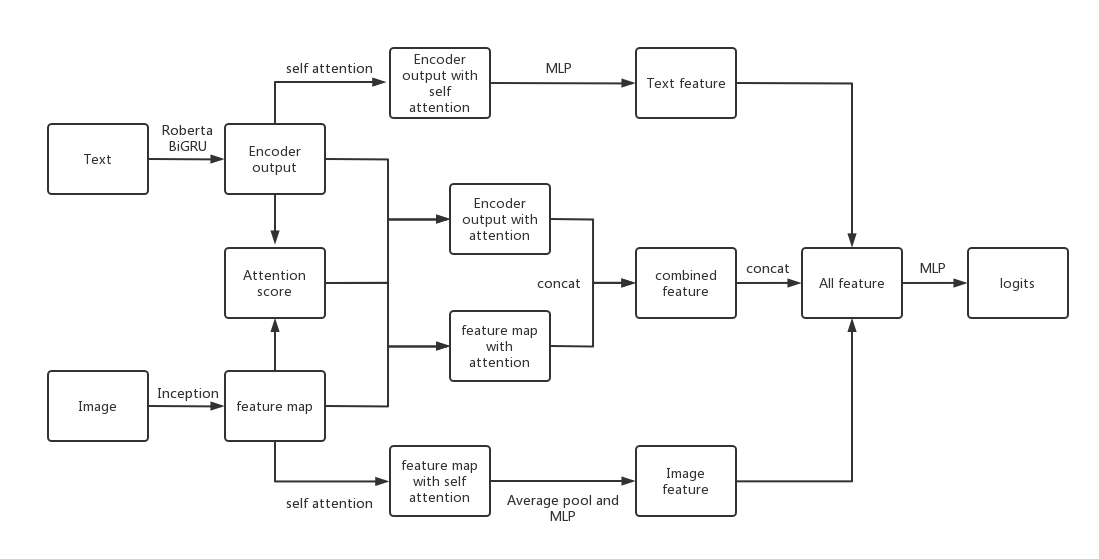 self attention
Encoder
output with
self
attention
MLP
Text feature
Text
Roberta
BiGRU
Encoder
output
Encoder
output with
attention
Attention
score
concat
combined
feature
concat
All feature
MLP
logits
feature map
with
attention
Image
Inception
feature map
self attention
feature map
with self
attention
Average pool and
MLP
Image
feature